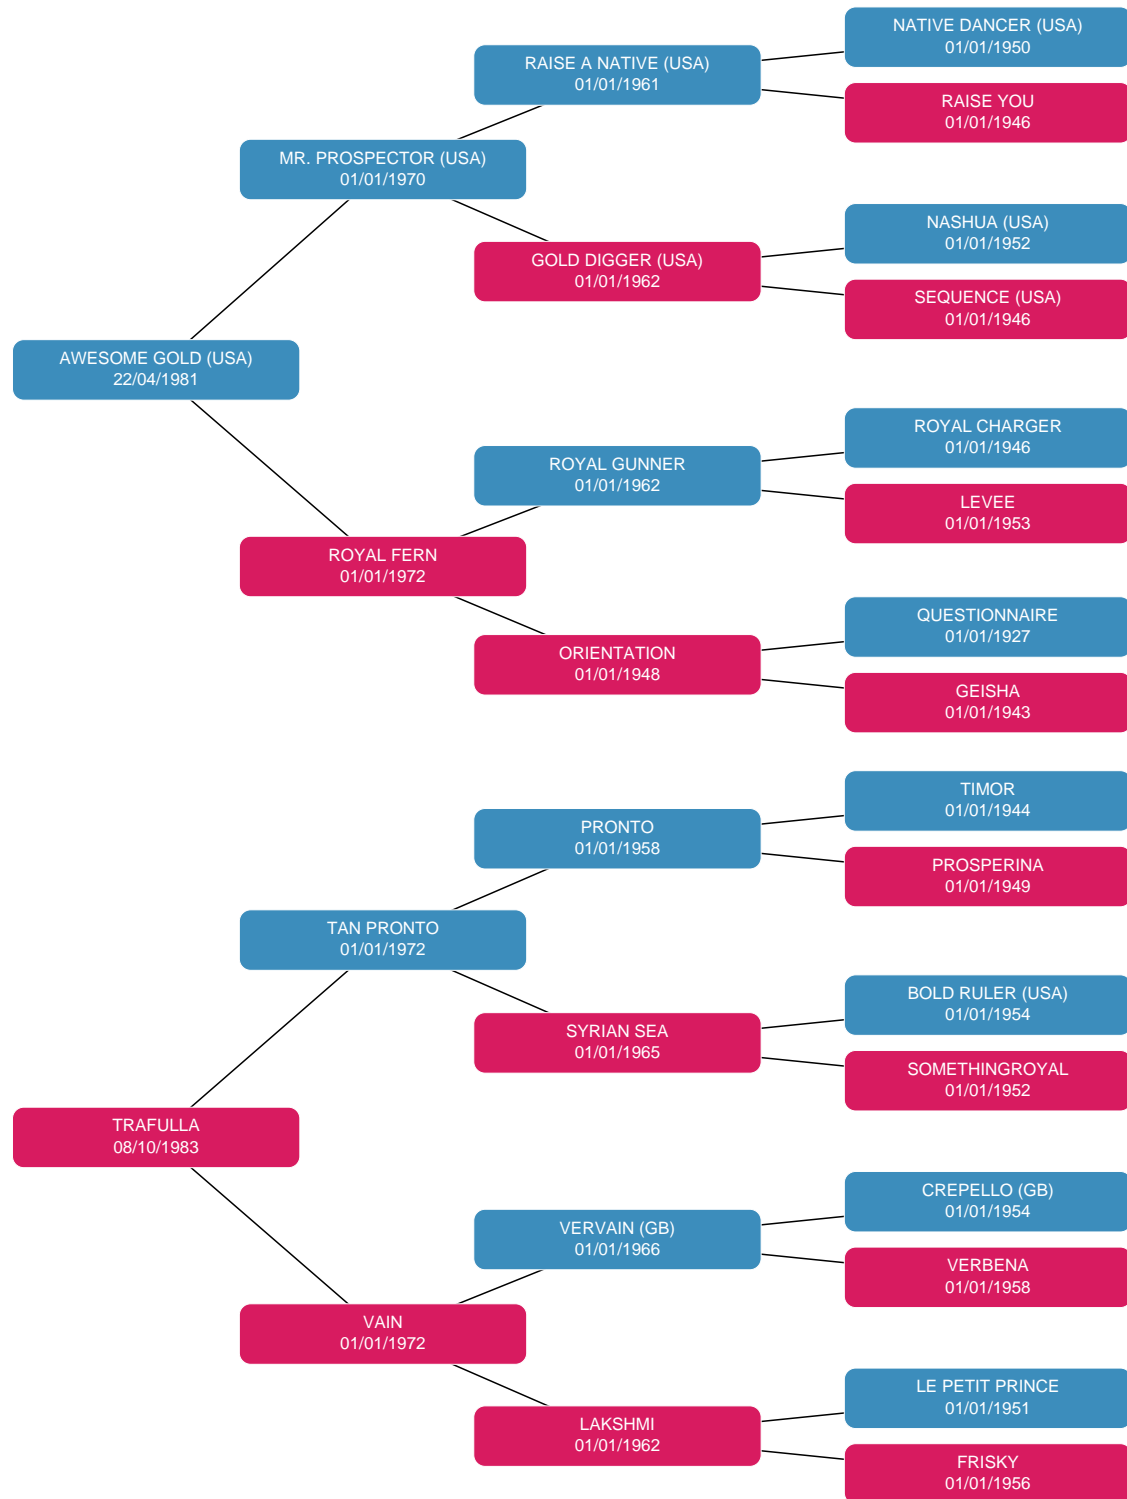 NATIVE DANCER (USA)
01/01/1950
RAISE A NATIVE (USA)
01/01/1961
RAISE YOU
01/01/1946
MR. PROSPECTOR (USA)
01/01/1970
NASHUA (USA)
01/01/1952
GOLD DIGGER (USA)
01/01/1962
SEQUENCE (USA)
01/01/1946
AWESOME GOLD (USA)
22/04/1981
ROYAL CHARGER
01/01/1946
ROYAL GUNNER
01/01/1962
LEVEE
01/01/1953
ROYAL FERN
01/01/1972
QUESTIONNAIRE
01/01/1927
ORIENTATION
01/01/1948
GEISHA
01/01/1943
TIMOR
01/01/1944
PRONTO
01/01/1958
PROSPERINA
01/01/1949
TAN PRONTO
01/01/1972
BOLD RULER (USA)
01/01/1954
SYRIAN SEA
01/01/1965
SOMETHINGROYAL
01/01/1952
TRAFULLA
08/10/1983
CREPELLO (GB)
01/01/1954
VERVAIN (GB)
01/01/1966
VERBENA
01/01/1958
VAIN
01/01/1972
LE PETIT PRINCE
01/01/1951
LAKSHMI
01/01/1962
FRISKY
01/01/1956